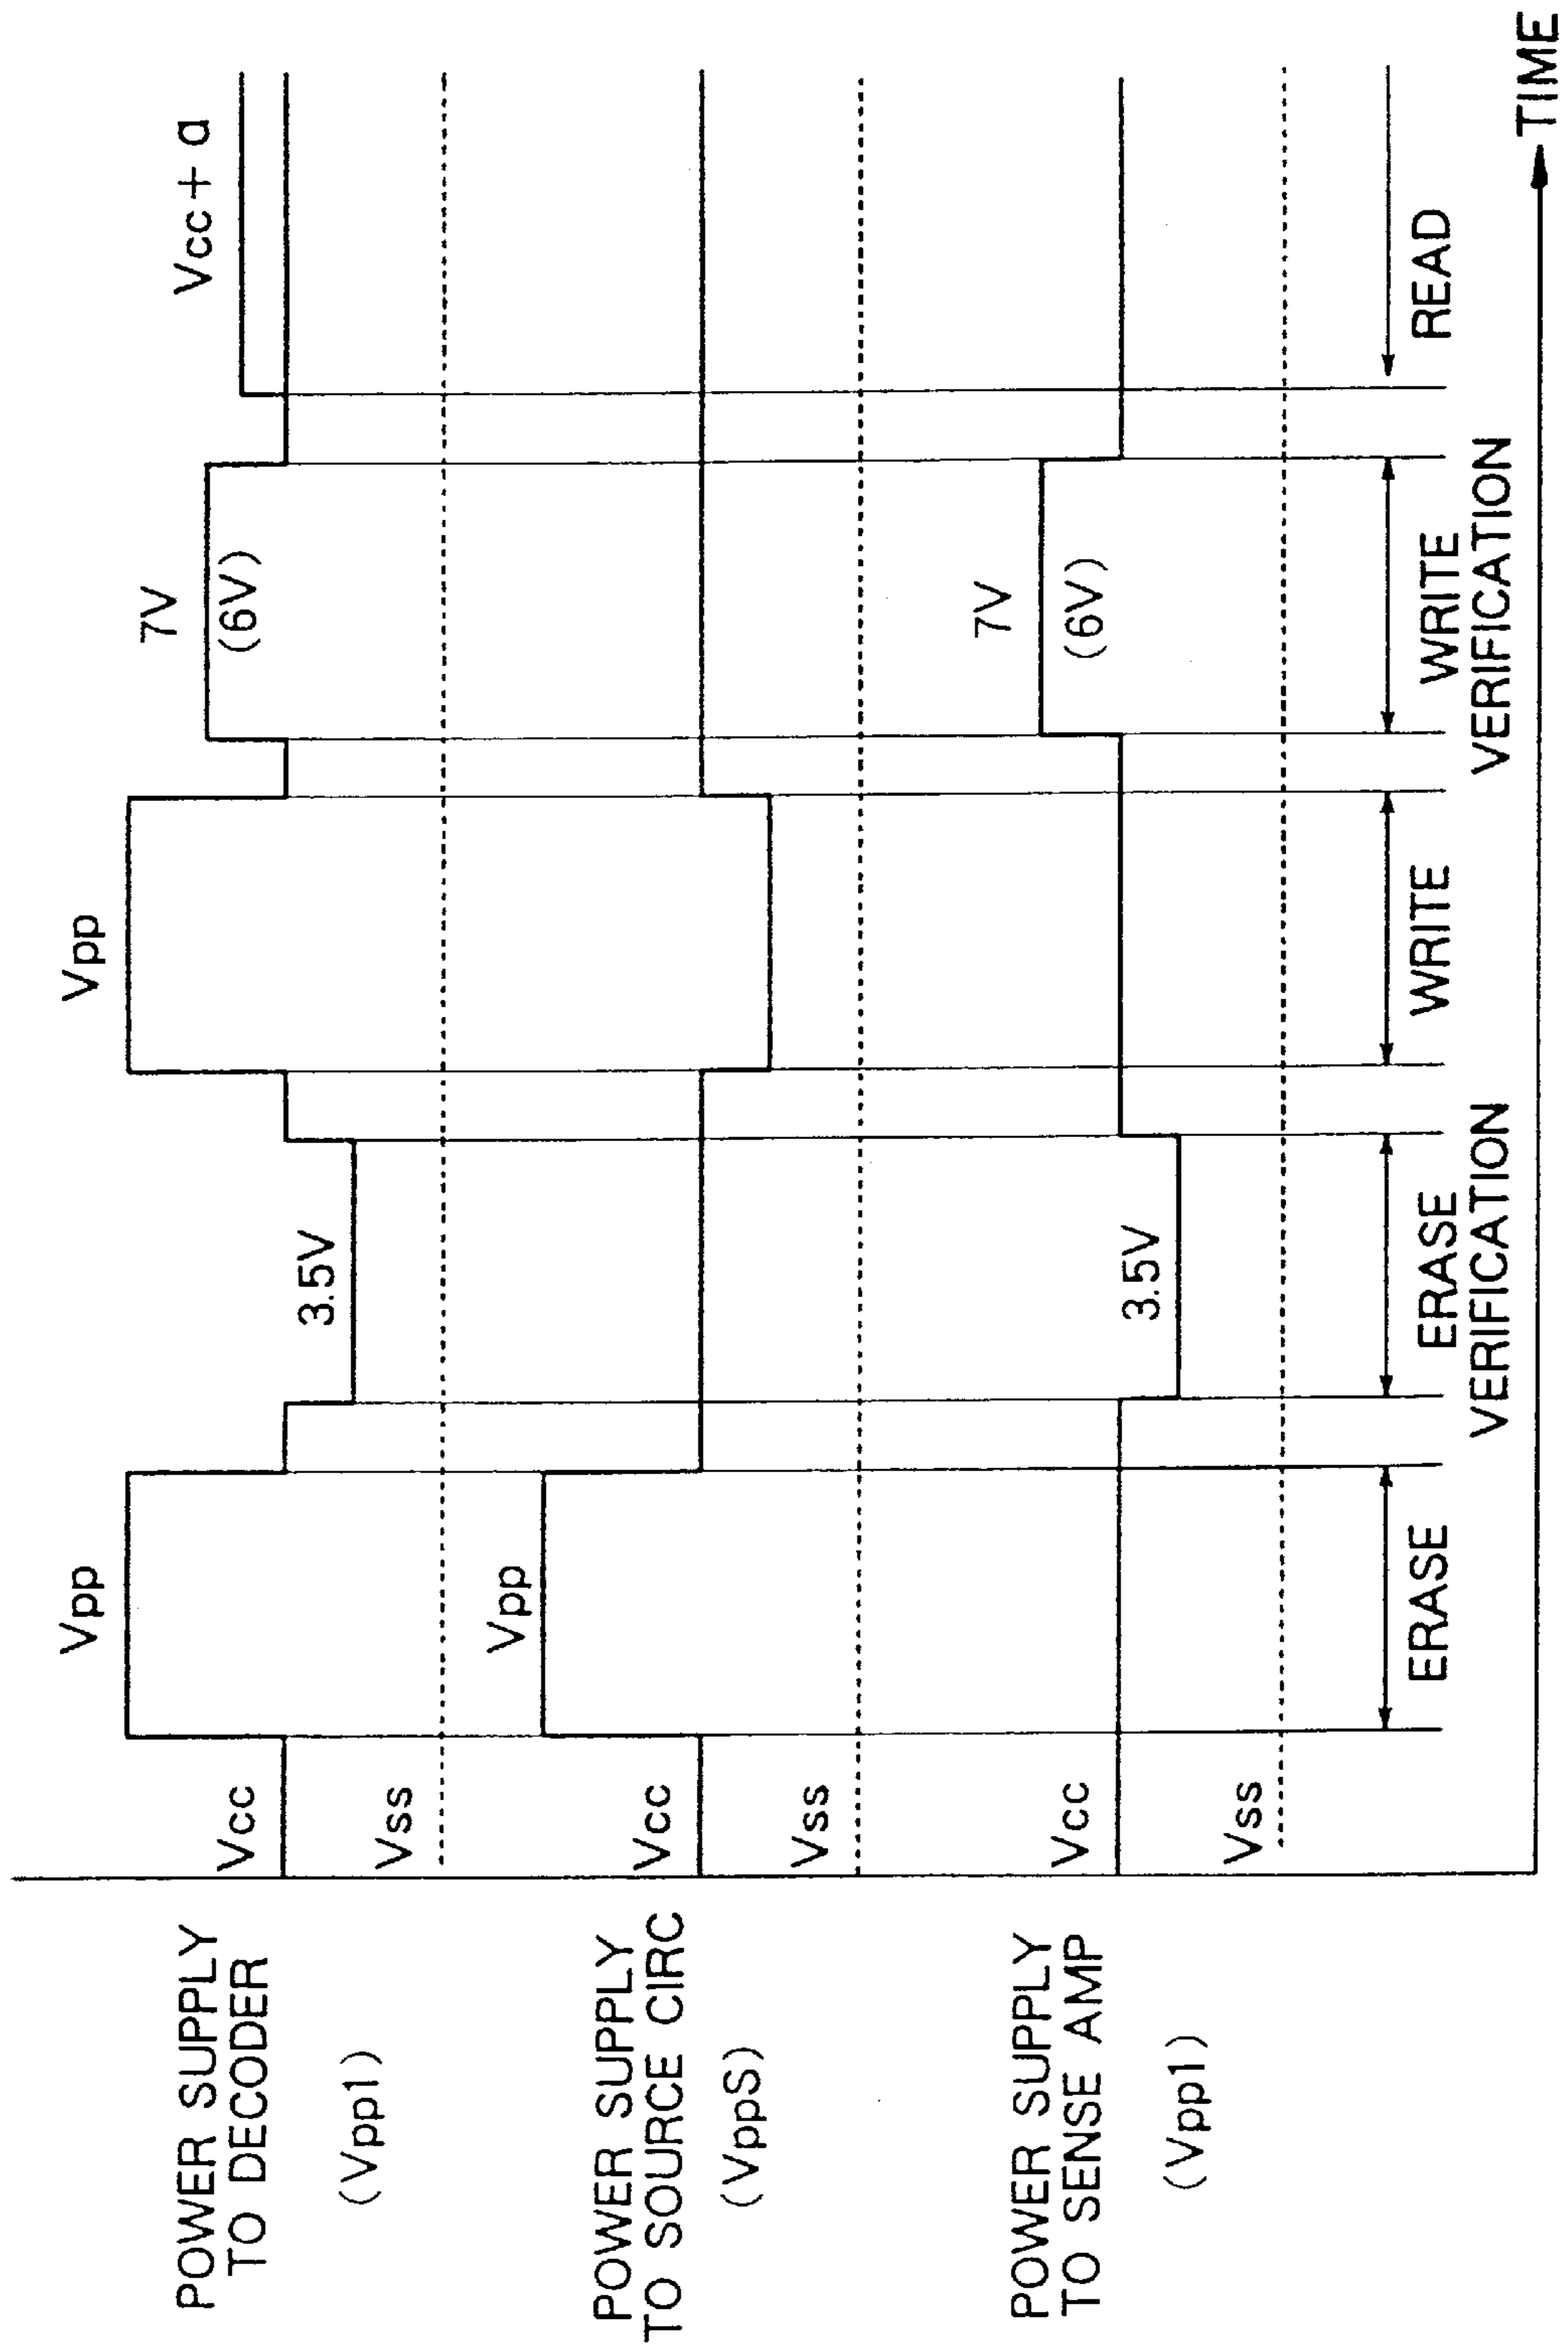 POWER SUPPLY
TO DECODER
(Vpp1)
Vcc
Vss
Vpp
3.5V
Vpp
7V
(6V)
Vcc+α
POWER SUPPLY
TO SOURCE CIRC
(VppS)
Vcc
Vss
Vpp
POWER SUPPLY
TO SENSE AMP
(Vpp1)
Vcc
Vss
3.5V
7V
(6V)
ERASE
ERASE
VERIFICATION
WRITE
WRITE
VERIFICATION
READ
TIME